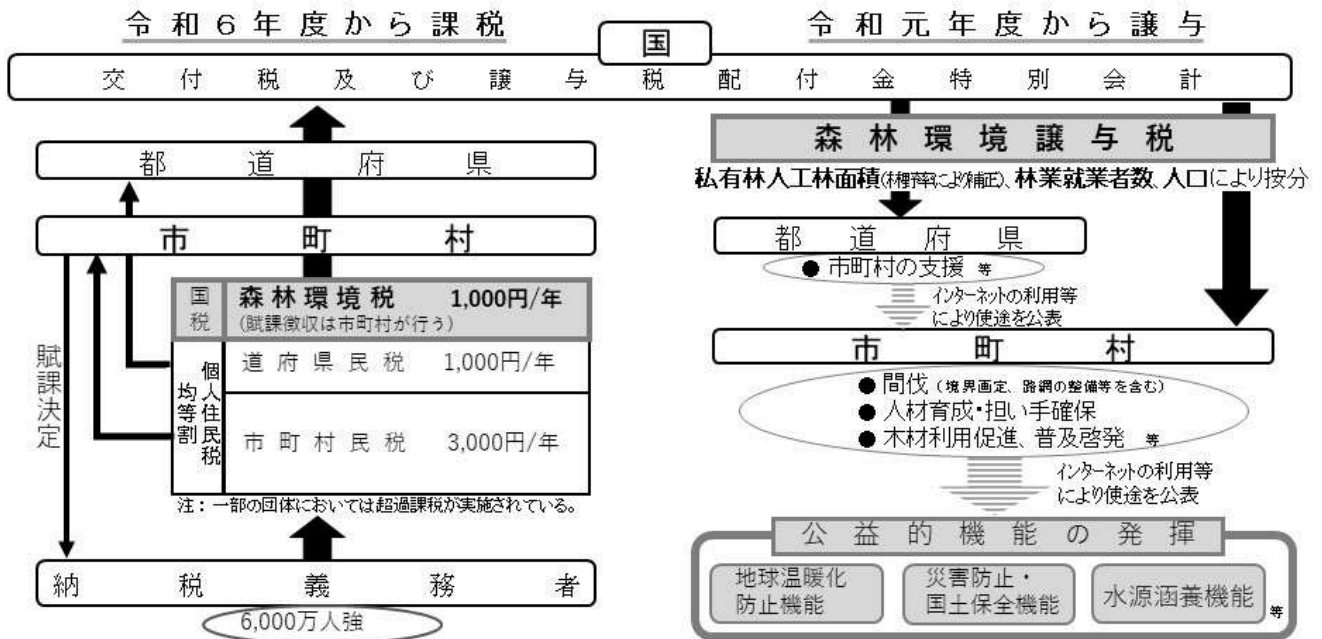 令和６年度から課税
令和元年度から譲与
国
交付税及び譲与税配付金特別会計
都道府県
市町村
国税
森林環境税 1,000円/年
(賦課徴収は市町村が行う)
個人住民税
均等割
道府県民税 1,000円/年
市町村民税 3,000円/年
注：一部の団体においては超過課税が実施されている。
賦課決定
納税義務者
6,000万人強
森林環境譲与税
私有林人工林面積(林野率により補正)、林業就業者数、人口により按分
都道府県
● 市町村の支援 等
インターネットの利用等
により使途を公表
市町村
● 間伐（境界画定、路網の整備等を含む）
● 人材育成・担い手確保
● 木材利用促進、普及啓発 等
インターネットの利用等
により使途を公表
公益的機能の発揮
地球温暖化
防止機能
災害防止・
国土保全機能
水源涵養機能
等